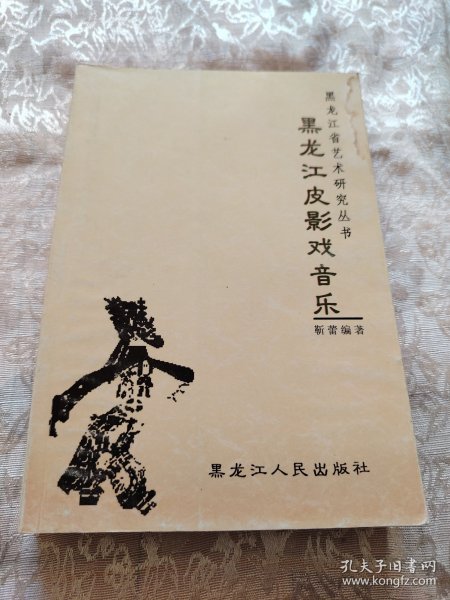 黑龙江省艺术研究丛书
黑龙江皮影戏音乐
靳蕾编著
黑龙江人民出版社
孔夫子旧书网
www.kongfz.com